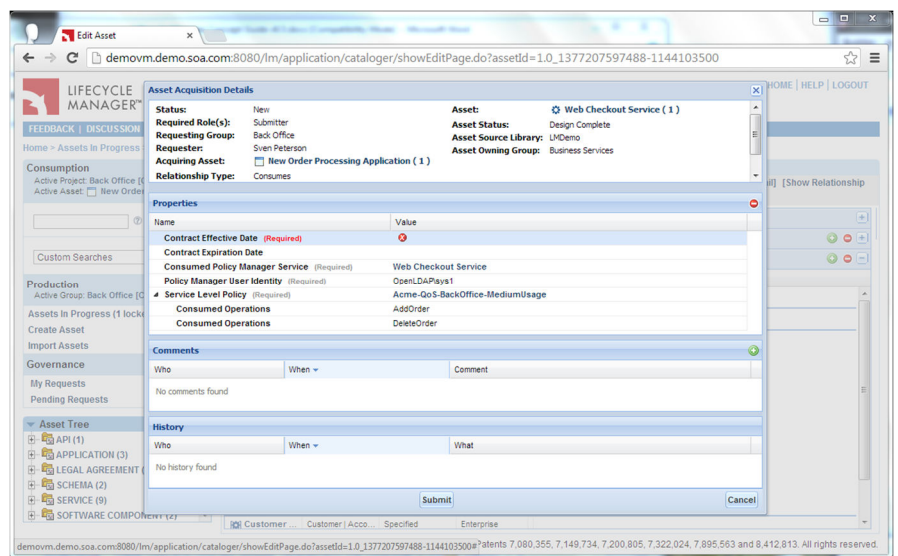 Edit Asset
demovm.demo.soa.com:8080/lm/application/cataloger/showEditPage.do?assetId=1.0_1377207597488-1144103500
LIFECYCLE
MANAGER™
HOME | HELP | LOGOUT
FEEDBACK | DISCUSSION
Home > Assets In Progress
Consumption
Active Project: Back Office [
Active Asset: New Order
[Show Relationship
Custom Searches
Production
Active Group: Back Office [C
Assets In Progress (1 locke
Create Asset
Import Assets
Governance
My Requests
Pending Requests
Asset Tree
API (1)
APPLICATION (3)
LEGAL AGREEMENT (
SCHEMA (2)
SERVICE (9)
SOFTWARE COMPONENT (2)
Asset Acquisition Details
Status: New Asset: Web Checkout Service ( 1 )
Required Role(s): Submitter Asset Status: Design Complete
Requesting Group: Back Office Asset Source Library: LMDemo
Requester: Sven Peterson Asset Owning Group: Business Services
Acquiring Asset: New Order Processing Application ( 1 )
Relationship Type: Consumes
Properties
Name Value
Contract Effective Date (Required)
Contract Expiration Date
Consumed Policy Manager Service (Required) Web Checkout Service
Policy Manager User Identity (Required) OpenLDAP\sys1
Service Level Policy (Required) Acme-QoS-BackOffice-MediumUsage
Consumed Operations AddOrder
Consumed Operations DeleteOrder
Comments
Who When Comment
No comments found
History
Who When What
No history found
Submit Cancel
Customer ... Customer | Acco... Specified Enterprise
demovm.demo.soa.com:8080/lm/application/cataloger/showEditPage.do?assetId=1.0_1377207597488-1144103500#
Patents 7,080,355, 7,149,734, 7,200,805, 7,322,024, 7,895,563 and 8,412,813. All rights reserved.